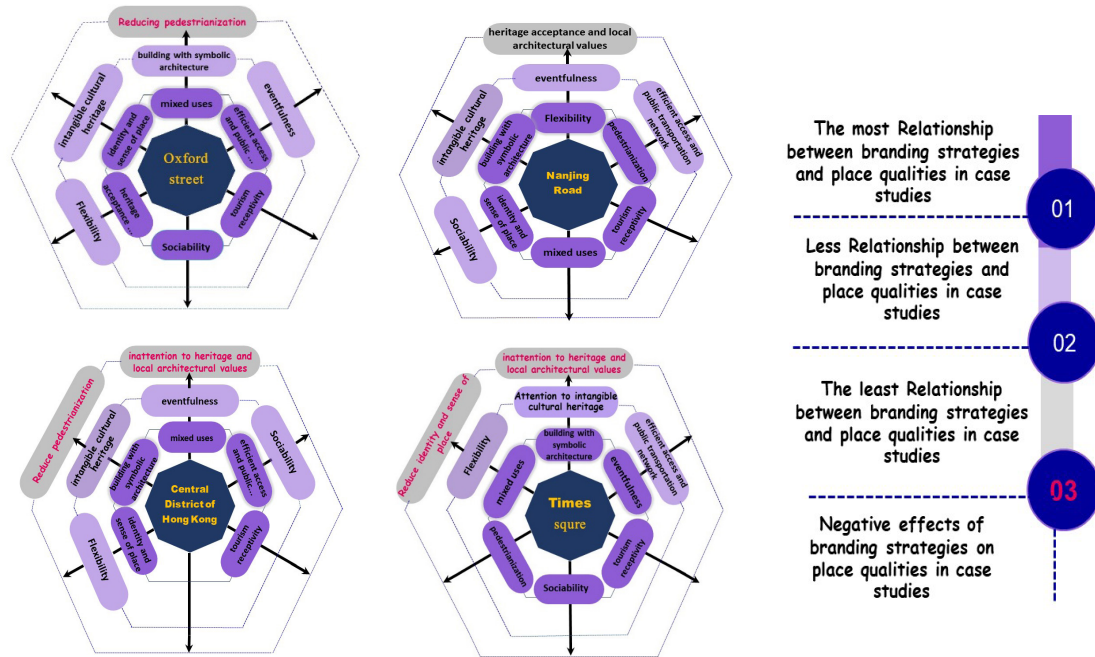 Reducing pedestrianization
building with symbolic
architecture
intangible cultural
heritage
eventfulness
mixed uses
identity and
sense of place
efficient access
and public ...
Oxford
street
heritage
acceptance ...
tourism
receptivity
Flexibility
Sociability
heritage acceptance and local
architectural values
eventfulness
intangible cultural
heritage
efficient access and
public transportation
network
Flexibility
building with
symbolic
architecture
pedestrianization
Nanjing
Road
identity and
sense of place
tourism
receptivity
Sociability
mixed uses
inattention to heritage and
local architectural values
Reduce pedestrianization
eventfulness
intangible cultural
heritage
Sociability
mixed uses
building with
symbolic
architecture
efficient access
and public...
Central
District of
Hong Kong
identity and
sense of place
tourism
receptivity
Flexibility
inattention to heritage and
local architectural values
Reduce identity and sense of
place
Attention to intangible
cultural heritage
Flexibility
efficient access and
public transportation
network
building with symbolic
architecture
mixed uses
eventfulness
Times
squre
pedestrianization
tourism
receptivity
Sociability
The most Relationship
between branding strategies
and place qualities in case
studies
01
Less Relationship between
branding strategies and
place qualities in case
studies
02
The least Relationship
between branding strategies
and place qualities in case
studies
03
Negative effects of
branding strategies on
place qualities in case
studies